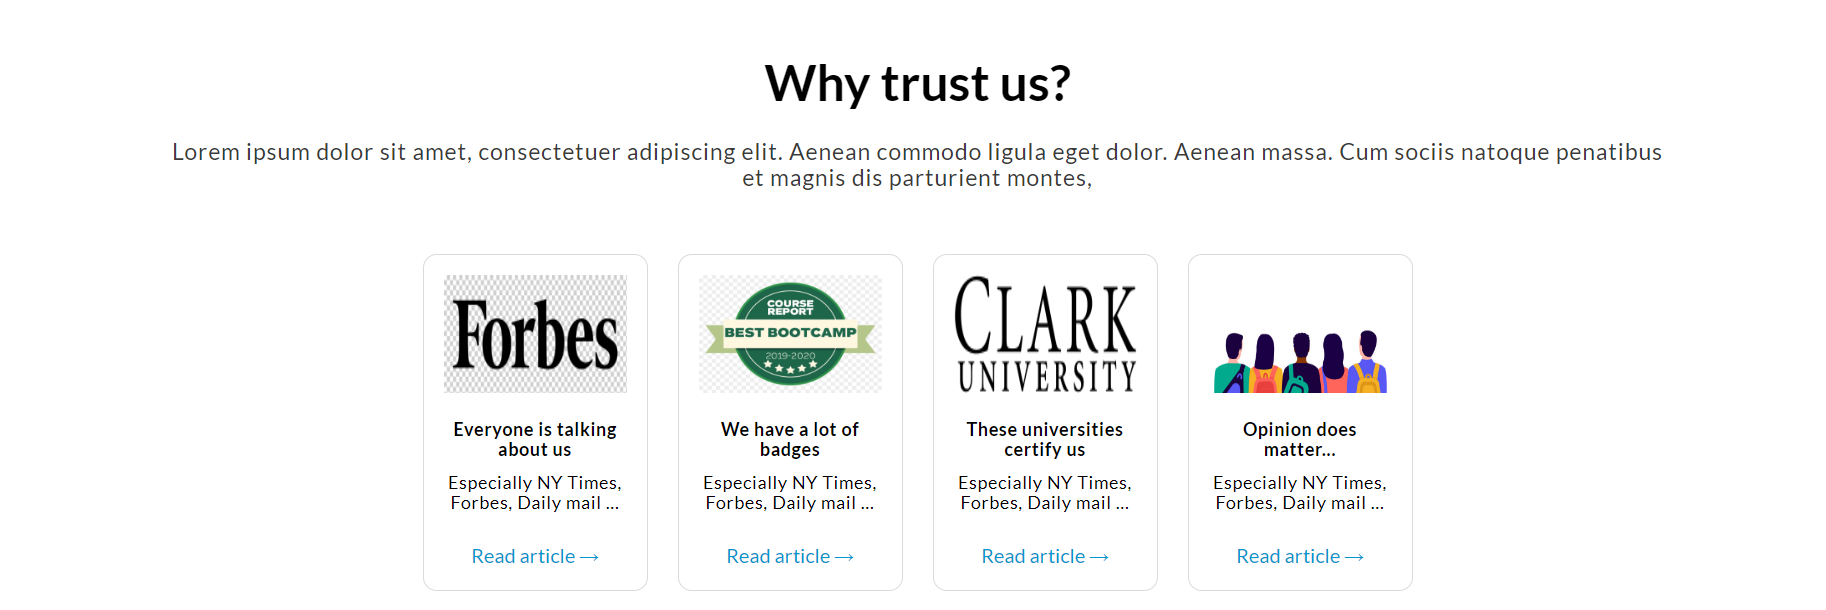 Why trust us?
Lorem ipsum dolor sit amet, consectetuer adipiscing elit. Aenean commodo ligula eget dolor. Aenean massa. Cum sociis natoque penatibus
et magnis dis parturient montes,
Forbes
Everyone is talking
about us
Especially NY Times,
Forbes, Daily mail ...
Read article →
COURSE
REPORT
BEST BOOTCAMP
2019-2020
We have a lot of
badges
Especially NY Times,
Forbes, Daily mail ...
Read article →
CLARK
UNIVERSITY
These universities
certify us
Especially NY Times,
Forbes, Daily mail ...
Read article →
Opinion does
matter...
Especially NY Times,
Forbes, Daily mail ...
Read article →